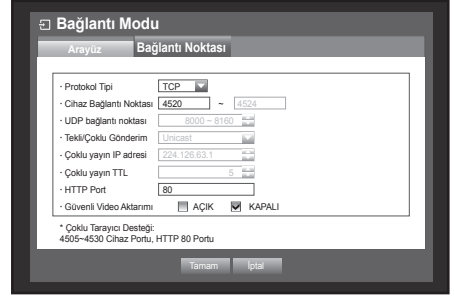 Bağlantı Modu
Arayüz Bağlantı Noktası
· Protokol Tipi TCP
· Cihaz Bağlantı Noktası 4520 ~ 4524
· UDP bağlantı noktası 8000 ~ 8160
· Tekli/Çoklu Gönderim Unicast
· Çoklu yayın IP adresi 224.126.63.1
· Çoklu yayın TTL 5
· HTTP Port 80
· Güvenli Video Aktarımı AÇIK KAPALI
* Çoklu Tarayıcı Desteği:
4505~4530 Cihaz Portu, HTTP 80 Portu
Tamam İptal